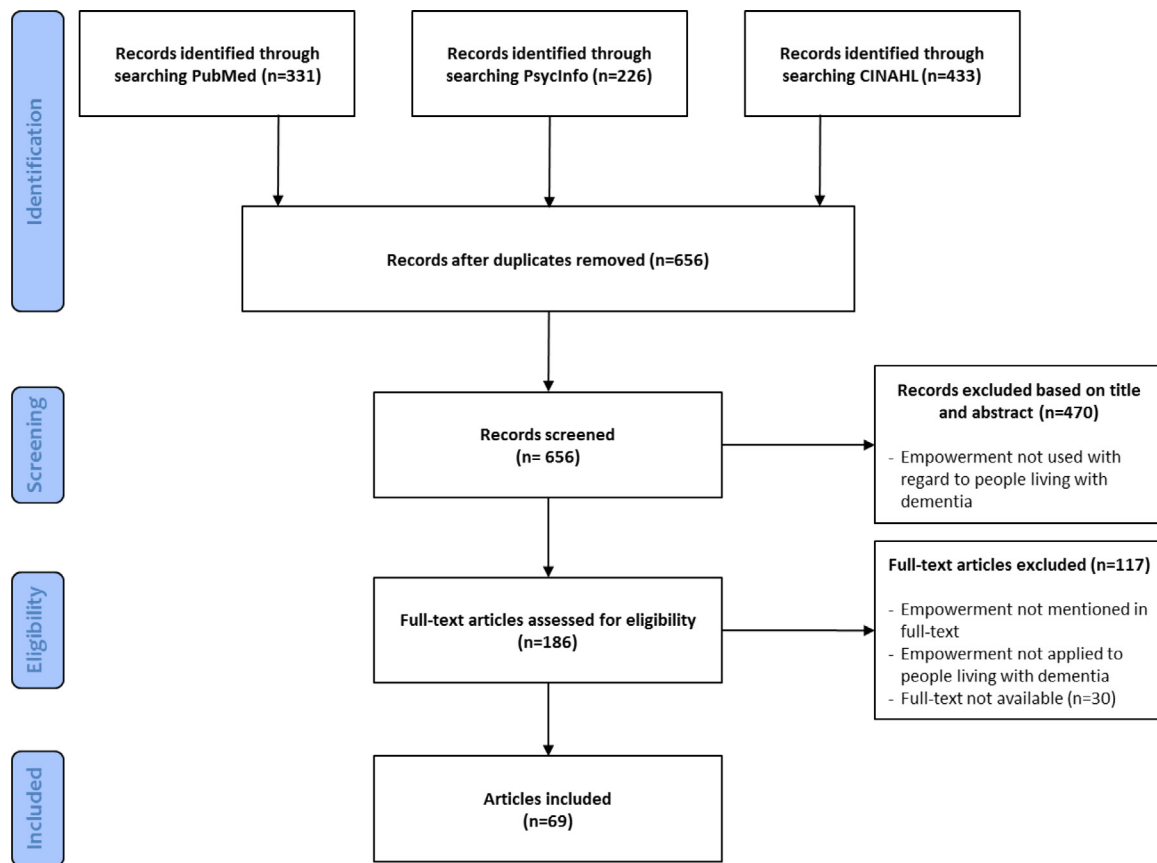 Identification
Records identified through
searching PubMed (n=331)
Records identified through
searching PsycInfo (n=226)
Records identified through
searching CINAHL (n=433)
Records after duplicates removed (n=656)
Screening
Records screened
(n= 656)
Records excluded based on title
and abstract (n=470)
- Empowerment not used with
regard to people living with
dementia
Eligibility
Full-text articles assessed for eligibility
(n=186)
Full-text articles excluded (n=117)
- Empowerment not mentioned in
full-text
- Empowerment not applied to
people living with dementia
- Full-text not available (n=30)
Included
Articles included
(n=69)